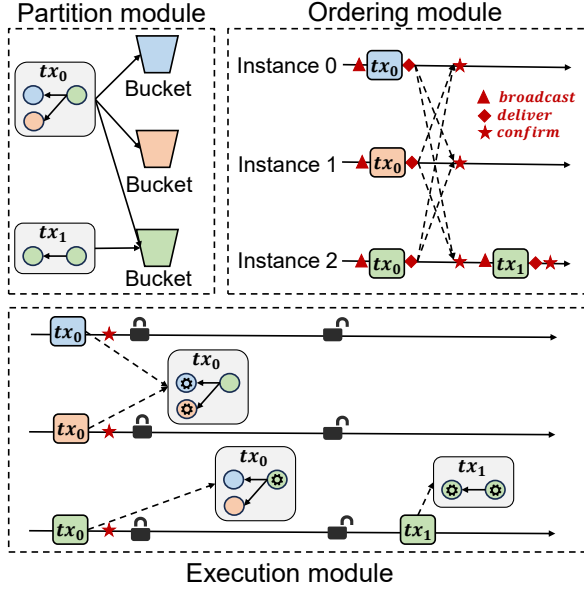 Partition module
tx0
Bucket
Bucket
tx1
Bucket
Ordering module
Instance 0
tx0
broadcast
deliver
confirm
Instance 1
tx0
Instance 2
tx0
tx1
tx0
tx0
tx0
tx0
tx1
tx0
tx1
Execution module